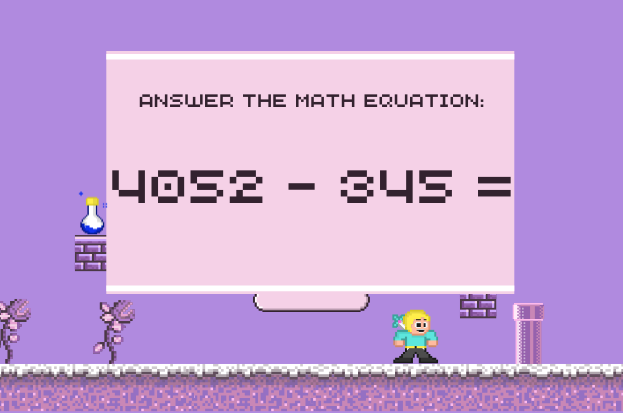 ANSWER THE MATH EQUATION:
4052 - 345 =